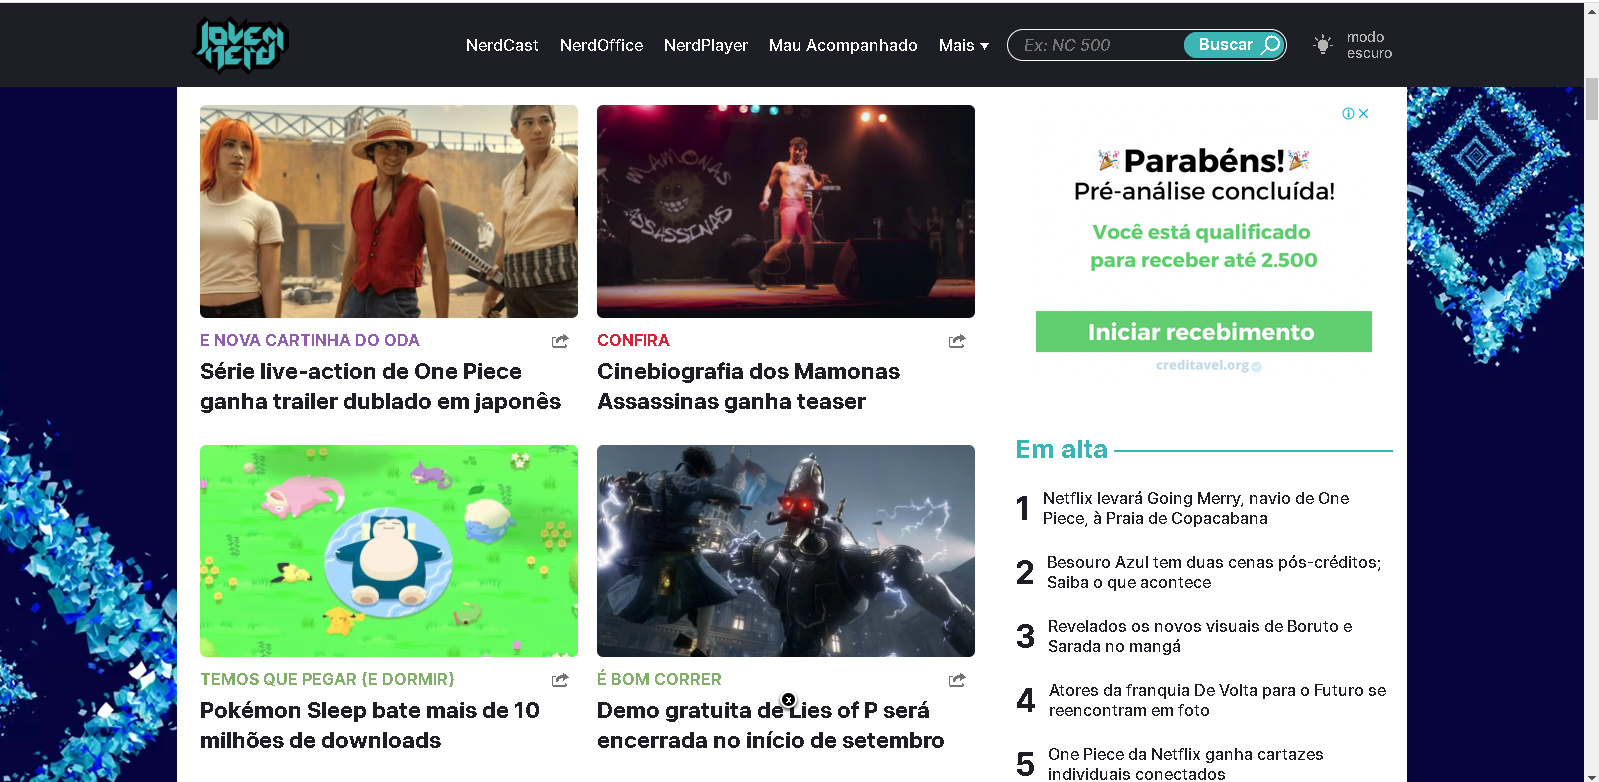 JOVEM
NERD
NerdCast
NerdOffice
NerdPlayer
Mau Acompanhado
Mais
Ex: NC 500
Buscar
modo
escuro
MAMONAS
ASSASSINAS
E NOVA CARTINHA DO ODA
Série live-action de One Piece
ganha trailer dublado em japonês
CONFIRA
Cinebiografia dos Mamonas
Assassinas ganha teaser
TEMOS QUE PEGAR (E DORMIR)
Pokémon Sleep bate mais de 10
milhões de downloads
É BOM CORRER
Demo gratuita de Lies of P será
encerrada no início de setembro
Parabéns!
Pré-análise concluída!
Você está qualificado
para receber até 2.500
Iniciar recebimento
creditavel.org
Em alta
1 Netflix levará Going Merry, navio de One
Piece, à Praia de Copacabana
2 Besouro Azul tem duas cenas pós-créditos;
Saiba o que acontece
3 Revelados os novos visuais de Boruto e
Sarada no mangá
4 Atores da franquia De Volta para o Futuro se
reencontram em foto
5 One Piece da Netflix ganha cartazes
individuais conectados